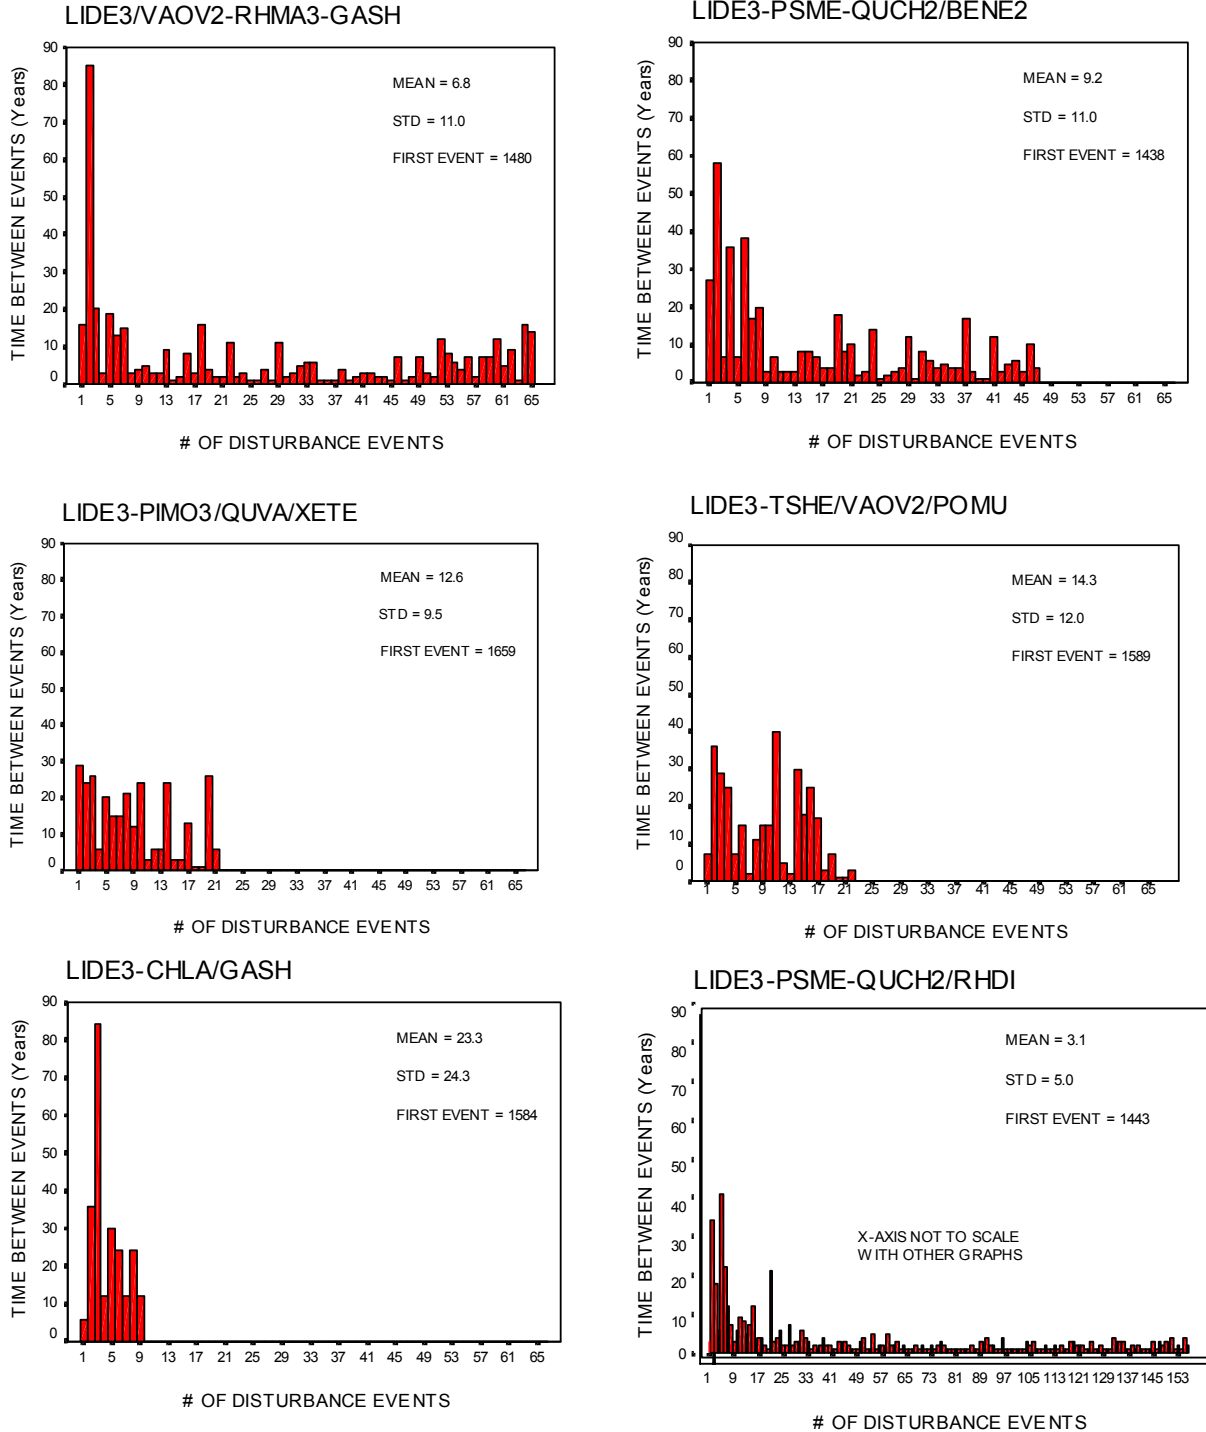 LIDE3/VAOV2-RHMA3-GASH
90
80
70
60
50
40
30
20
10
0
TIME BETWEEN EVENTS (Years)
MEAN = 6.8
STD = 11.0
FIRST EVENT = 1480
1 5 9 13 17 21 25 29 33 37 41 45 49 53 57 61 65
# OF DISTURBANCE EVENTS
LIDE3-PSME-QUCH2/BENE2
90
80
70
60
50
40
30
20
10
0
TIME BETWEEN EVENTS (Years)
MEAN = 9.2
STD = 11.0
FIRST EVENT = 1438
1 5 9 13 17 21 25 29 33 37 41 45 49 53 57 61 65
# OF DISTURBANCE EVENTS
LIDE3-PIMO3/QUVA/XETE
90
80
70
60
50
40
30
20
10
0
TIME BETWEEN EVENTS (Years)
MEAN = 12.6
STD = 9.5
FIRST EVENT = 1659
1 5 9 13 17 21 25 29 33 37 41 45 49 53 57 61 65
# OF DISTURBANCE EVENTS
LIDE3-TSHE/VAOV2/POMU
90
80
70
60
50
40
30
20
10
0
TIME BETWEEN EVENTS (Years)
MEAN = 14.3
STD = 12.0
FIRST EVENT = 1589
1 5 9 13 17 21 25 29 33 37 41 45 49 53 57 61 65
# OF DISTURBANCE EVENTS
LIDE3-CHLA/GASH
90
80
70
60
50
40
30
20
10
0
TIME BETWEEN EVENTS (Years)
MEAN = 23.3
STD = 24.3
FIRST EVENT = 1584
1 5 9 13 17 21 25 29 33 37 41 45 49 53 57 61 65
# OF DISTURBANCE EVENTS
LIDE3-PSME-QUCH2/RHDI
90
80
70
60
50
40
30
20
10
0
TIME BETWEEN EVENTS (Years)
MEAN = 3.1
STD = 5.0
FIRST EVENT = 1443
X-AXIS NOT TO SCALE
WITH OTHER GRAPHS
1 9 17 25 33 41 49 57 65 73 81 89 97 105 113 121 129 137 145 153
# OF DISTURBANCE EVENTS